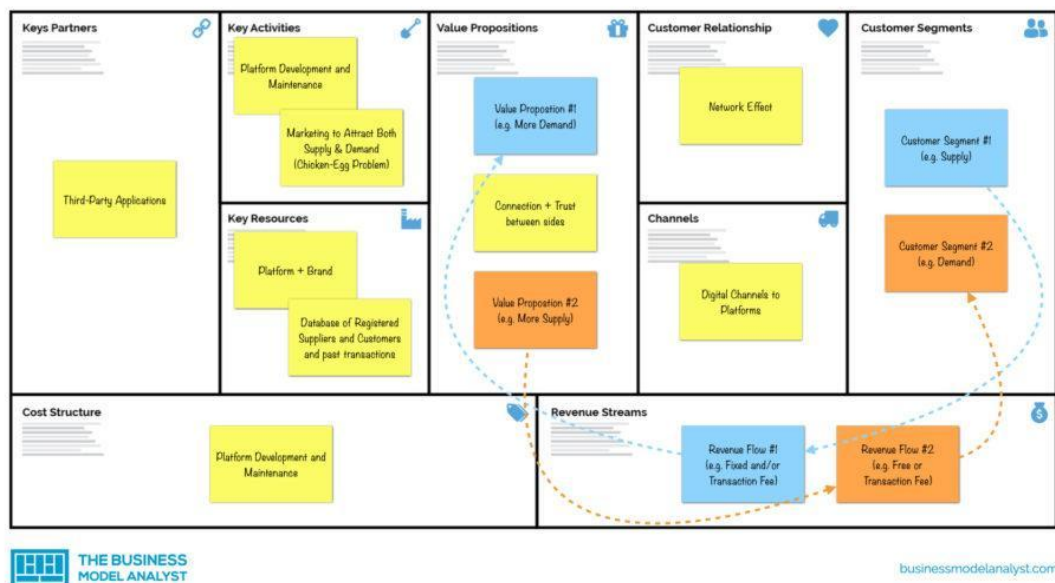 Keys Partners
Third-Party Applications
Key Activities
Platform Development and
Maintenance
Marketing to Attract Both
Supply & Demand
(Chicken-Egg Problem)
Key Resources
Platform + Brand
Database of Registered
Suppliers and Customers
and past transactions
Value Propositions
Value Propostion #1
(e.g. More Demand)
Connection + Trust
between sides
Value Propostion #2
(e.g. More Supply)
Customer Relationship
Network Effect
Channels
Digital Channels to
Platforms
Customer Segments
Customer Segment #1
(e.g. Supply)
Customer Segment #2
(e.g. Demand)
Cost Structure
Platform Development and
Maintenance
Revenue Streams
Revenue Flow #1
(e.g. Fixed and/or
Transaction Fee)
Revenue Flow #2
(e.g. Free or
Transaction Fee)
THE BUSINESS
MODEL ANALYST
businessmodelanalyst.com